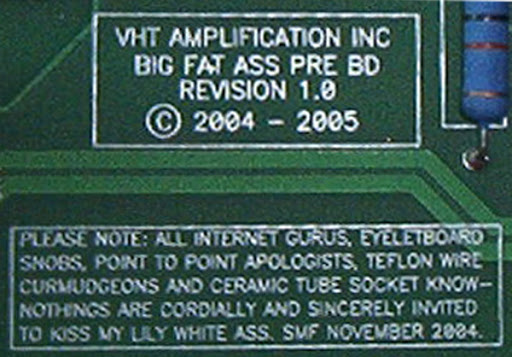 VHT AMPLIFICATION INC
BIG FAT ASS PRE BD
REVISION 1.0
© 2004 - 2005
PLEASE NOTE: ALL INTERNET GURUS, EYELETBOARD
SNOBS, POINT TO POINT APOLOGISTS, TEFLON WIRE
CURMUDGEONS AND CERAMIC TUBE SOCKET KNOW-
NOTHINGS ARE CORDIALLY AND SINCERELY INVITED
TO KISS MY LILY WHITE ASS. SMF NOVEMBER 2004.